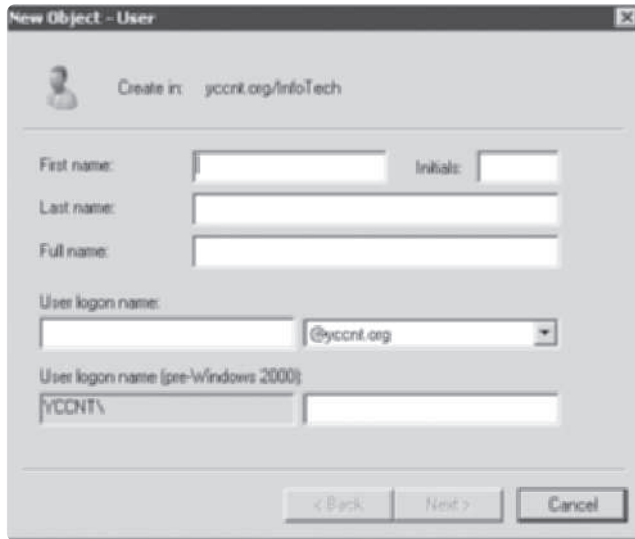 New Object - User
Create in: yccnt.org/InfoTech
First name:
Initials:
Last name:
Full name:
User logon name:
@yccnt.org
User logon name (pre-Windows 2000):
YCCNT\
< Back
Next >
Cancel